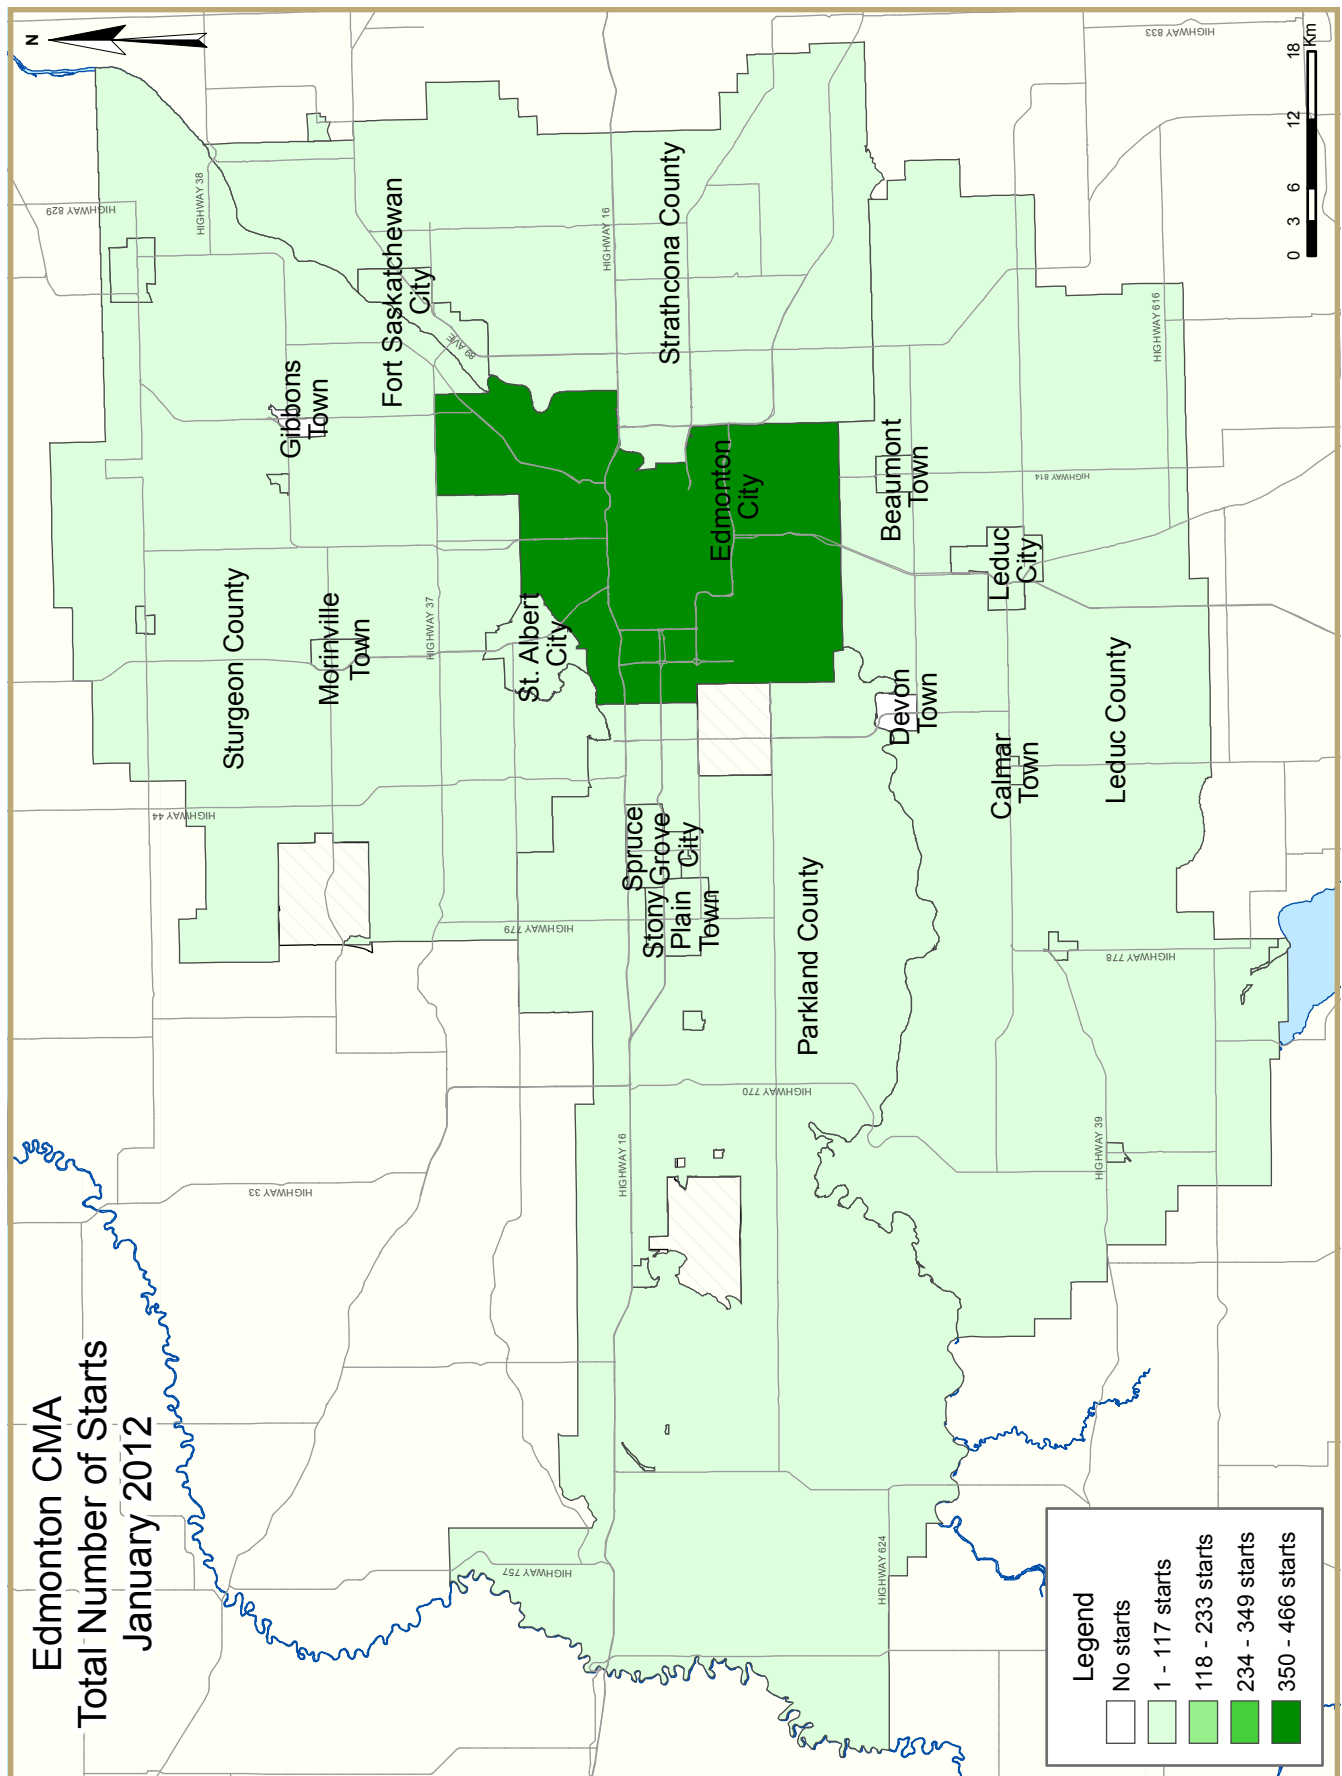 Edmonton CMA
Total Number of Starts
January 2012
N
HIGHWAY 829
HIGHWAY 38
HIGHWAY 833
HIGHWAY 44
HIGHWAY 37
HIGHWAY 33
HIGHWAY 779
HIGHWAY 16
HIGHWAY 16
HIGHWAY 770
HIGHWAY 757
HIGHWAY 624
HIGHWAY 39
HIGHWAY 778
HIGHWAY 814
HIGHWAY 616
89 AVE
Sturgeon County
Gibbons
Town
Morinville
Town
Fort Saskatchewan
City
St. Albert
City
Strathcona County
Edmonton
City
Spruce
Grove
City
Stony
Plain
Town
Parkland County
Beaumont
Town
Devon
Town
Leduc
City
Calmar
Town
Leduc County
Legend
No starts
1 - 117 starts
118 - 233 starts
234 - 349 starts
350 - 466 starts
0 3 6 12 18
Km